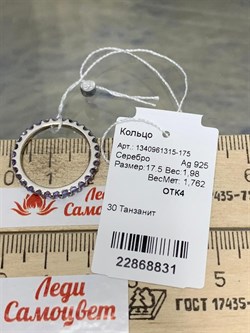 Кольцо
Арт.: 1340961315-175
Серебро Ag 925
Размер:17.5 Вес 1,98
ВесМет. 1,762
ОТК4
30 Танзанит
22868831
Леди
Самоцвет
Леди
Самоцвет
ГОСТ 17435